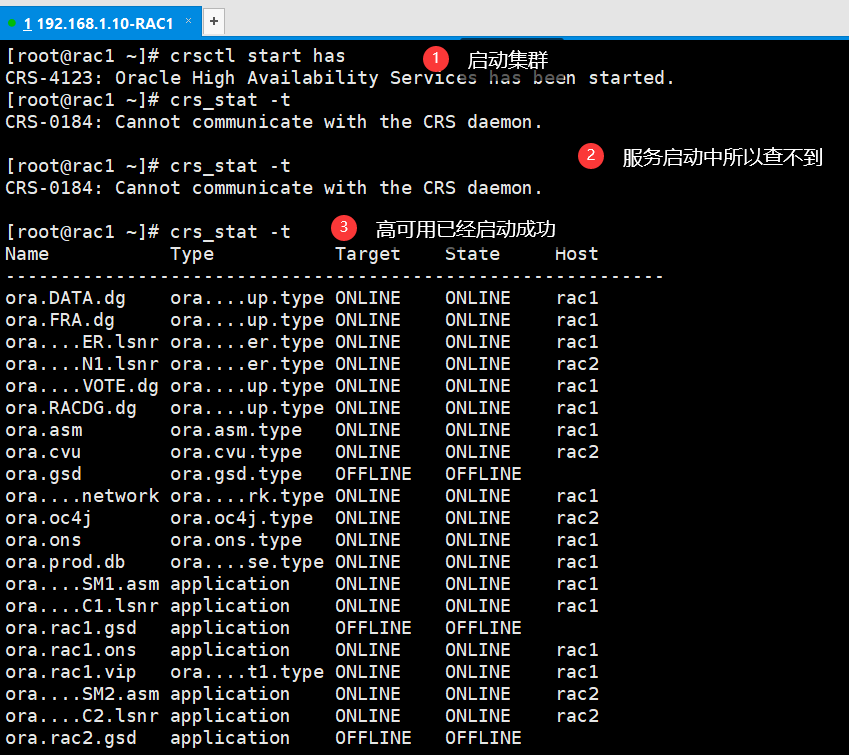 1 192.168.1.10-RAC1 × +
[root@rac1 ~]# crsctl start has 1 启动集群
CRS-4123: Oracle High Availability Services has been started.
[root@rac1 ~]# crs_stat -t
CRS-0184: Cannot communicate with the CRS daemon.
[root@rac1 ~]# crs_stat -t 2 服务启动中所以查不到
CRS-0184: Cannot communicate with the CRS daemon.
[root@rac1 ~]# crs_stat -t 3 高可用已经启动成功
Name Type Target State Host
------------------------------------------------------------
ora.DATA.dg ora....up.type ONLINE ONLINE rac1
ora.FRA.dg ora....up.type ONLINE ONLINE rac1
ora....ER.lsnr ora....er.type ONLINE ONLINE rac1
ora....N1.lsnr ora....er.type ONLINE ONLINE rac2
ora....VOTE.dg ora....up.type ONLINE ONLINE rac1
ora.RACDG.dg ora....up.type ONLINE ONLINE rac1
ora.asm ora.asm.type ONLINE ONLINE rac1
ora.cvu ora.cvu.type ONLINE ONLINE rac2
ora.gsd ora.gsd.type OFFLINE OFFLINE
ora....network ora....rk.type ONLINE ONLINE rac1
ora.oc4j ora.oc4j.type ONLINE ONLINE rac2
ora.ons ora.ons.type ONLINE ONLINE rac1
ora.prod.db ora....se.type ONLINE ONLINE rac1
ora....SM1.asm application ONLINE ONLINE rac1
ora....C1.lsnr application ONLINE ONLINE rac1
ora.rac1.gsd application OFFLINE OFFLINE
ora.rac1.ons application ONLINE ONLINE rac1
ora.rac1.vip ora....t1.type ONLINE ONLINE rac1
ora....SM2.asm application ONLINE ONLINE rac2
ora....C2.lsnr application ONLINE ONLINE rac2
ora.rac2.gsd application OFFLINE OFFLINE